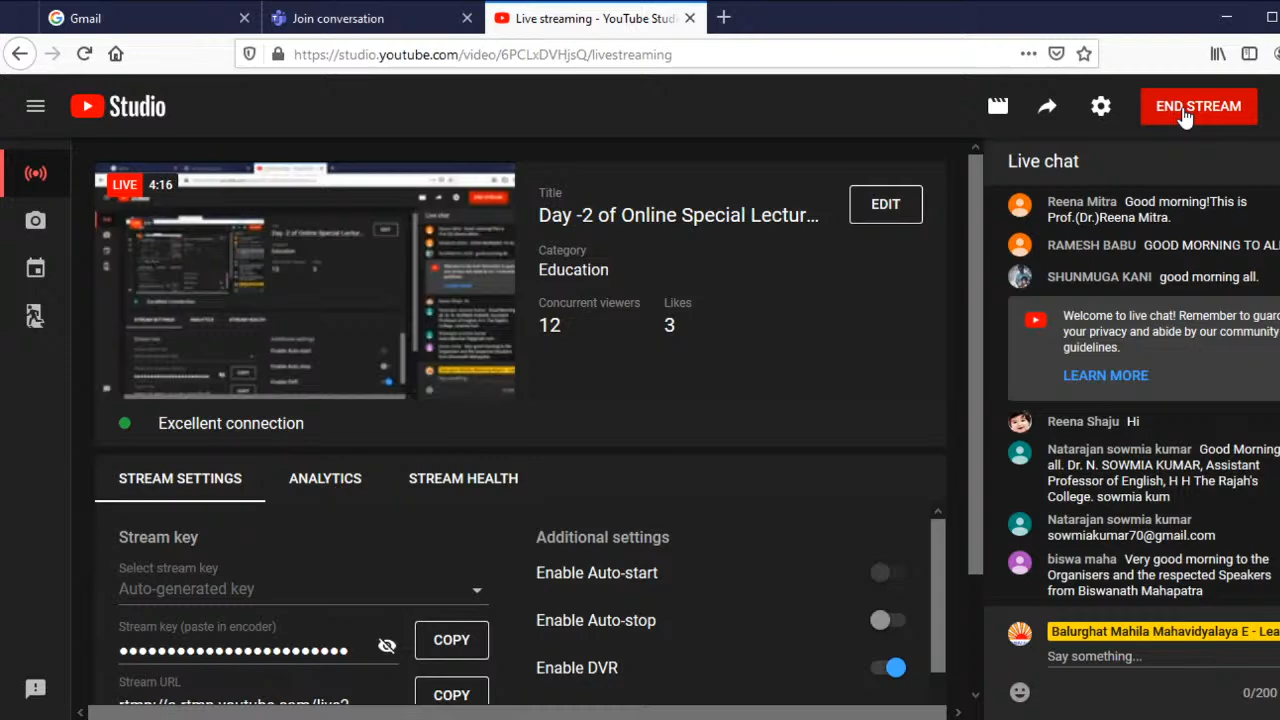 Gmail
Join conversation
Live streaming - YouTube Stud
https://studio.youtube.com/video/6PCLxDVHjsQ/livestreaming
Studio
END STREAM
LIVE 4:16
Title
Day -2 of Online Special Lectur...
EDIT
Category
Education
Concurrent viewers
Likes
12
3
Excellent connection
STREAM SETTINGS
ANALYTICS
STREAM HEALTH
Stream key
Select stream key
Auto-generated key
Stream key (paste in encoder)
COPY
Stream URL
COPY
Additional settings
Enable Auto-start
Enable Auto-stop
Enable DVR
Live chat
Reena Mitra Good morning!This is
Prof.(Dr.)Reena Mitra.
RAMESH BABU GOOD MORNING TO ALL
SHUNMUGA KANI good morning all.
Welcome to live chat! Remember to guard
your privacy and abide by our community
guidelines.
LEARN MORE
Reena Shaju Hi
Natarajan sowmia kumar Good Morning
all. Dr. N. SOWMIA KUMAR, Assistant
Professor of English, H H The Rajah's
College. sowmia kum
Natarajan sowmia kumar
sowmiakumar70@gmail.com
biswa maha Very good morning to the
Organisers and the respected Speakers
from Biswanath Mahapatra
Balurghat Mahila Mahavidyalaya E - Lea
Say something...
0/200